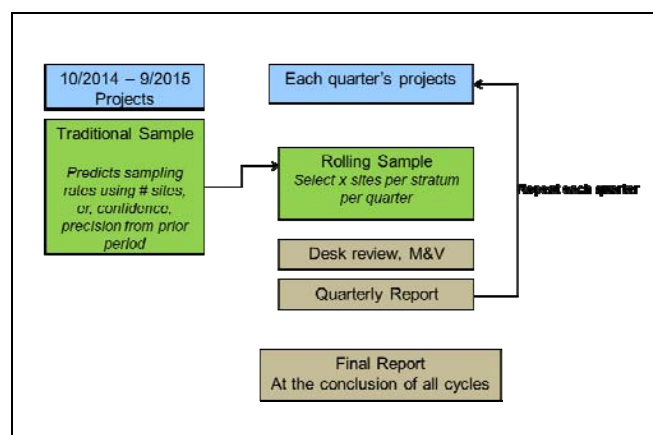 10/2014 – 9/2015
Projects
Traditional Sample
Predicts sampling
rates using # sites,
er, confidence,
precision from prior
period
Each quarter's projects
Rolling Sample
Select x sites per stratum
per quarter
Repeat each quarter
Desk review, M&V
Quarterly Report
Final Report
At the conclusion of all cycles